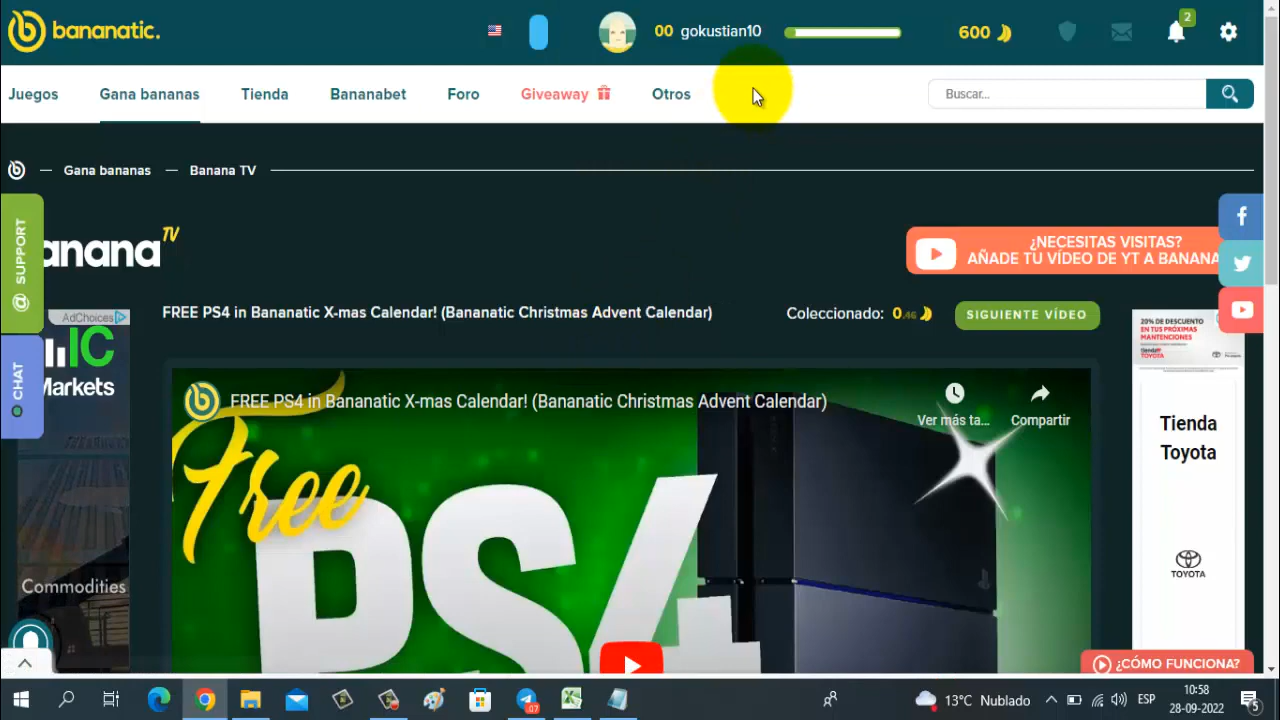 bananatic.
00 gokustian10
600
2
Juegos
Gana bananas
Tienda
Bananabet
Foro
Giveaway
Otros
Buscar...
Gana bananas
Banana TV
@ SUPPORT
CHAT
anana TV
¿NECESITAS VISITAS?
AÑADE TU VÍDEO DE YT A BANANA
AdChoices
IC
Markets
Commodities
FREE PS4 in Bananatic X-mas Calendar! (Bananatic Christmas Advent Calendar)
Coleccionado: 0.46
SIGUIENTE VÍDEO
FREE PS4 in Bananatic X-mas Calendar! (Bananatic Christmas Advent Calendar)
Ver más ta...
Compartir
Free
PS4
20% DE DESCUENTO
EN TUS PRÓXIMAS
MANTENCIONES
Tienda
Toyota
TOYOTA
¿CÓMO FUNCIONA?
13°C Nublado
ESP
10:58
28-09-2022
5